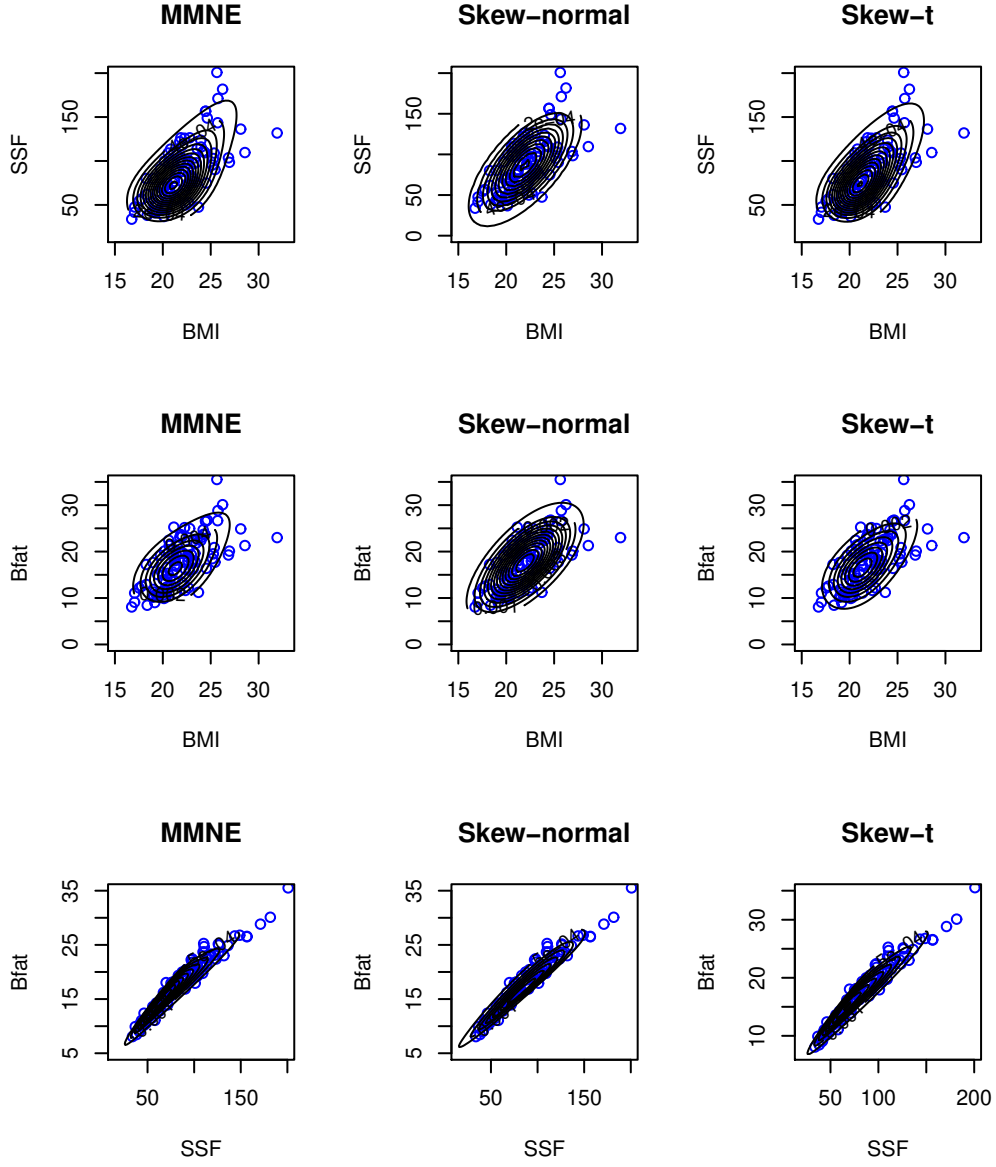 MMNE Skew−normal Skew−t
SSF 50 150 SSF 0 50 150 SSF 50 150
15 20 25 30 15 20 25 30 15 20 25 30
BMI BMI BMI
MMNE Skew−normal Skew−t
Bfat 0 10 20 30 Bfat 0 10 20 30 Bfat 0 10 20 30
15 20 25 30 15 20 25 30 15 20 25 30
BMI BMI BMI
MMNE Skew−normal Skew−t
Bfat 5 15 25 35 Bfat 5 15 25 35 Bfat 10 20 30
50 150 50 150 50 100 200
SSF SSF SSF